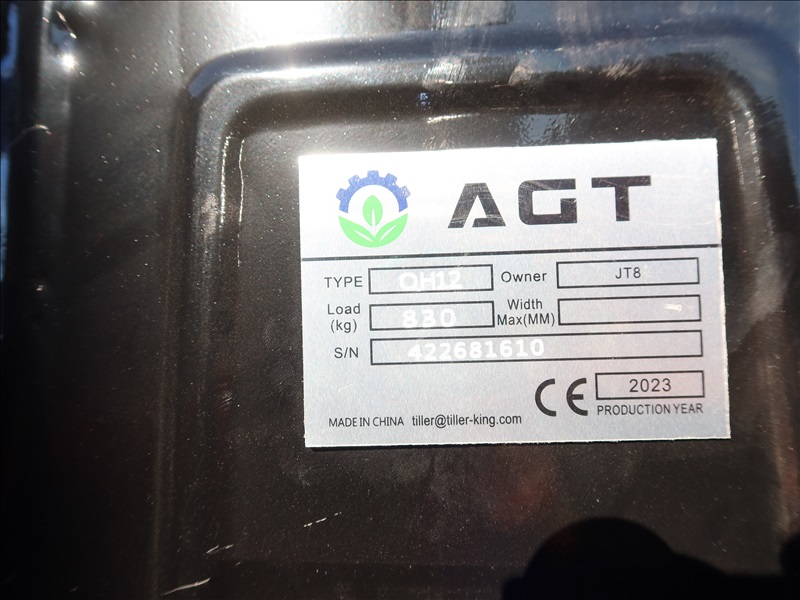 AGT
TYPE QH12 Owner JT8
Load (kg) 830 Width Max(MM)
S/N 422681610
CE 2023
PRODUCTION YEAR
MADE IN CHINA tiller@tiller-king.com